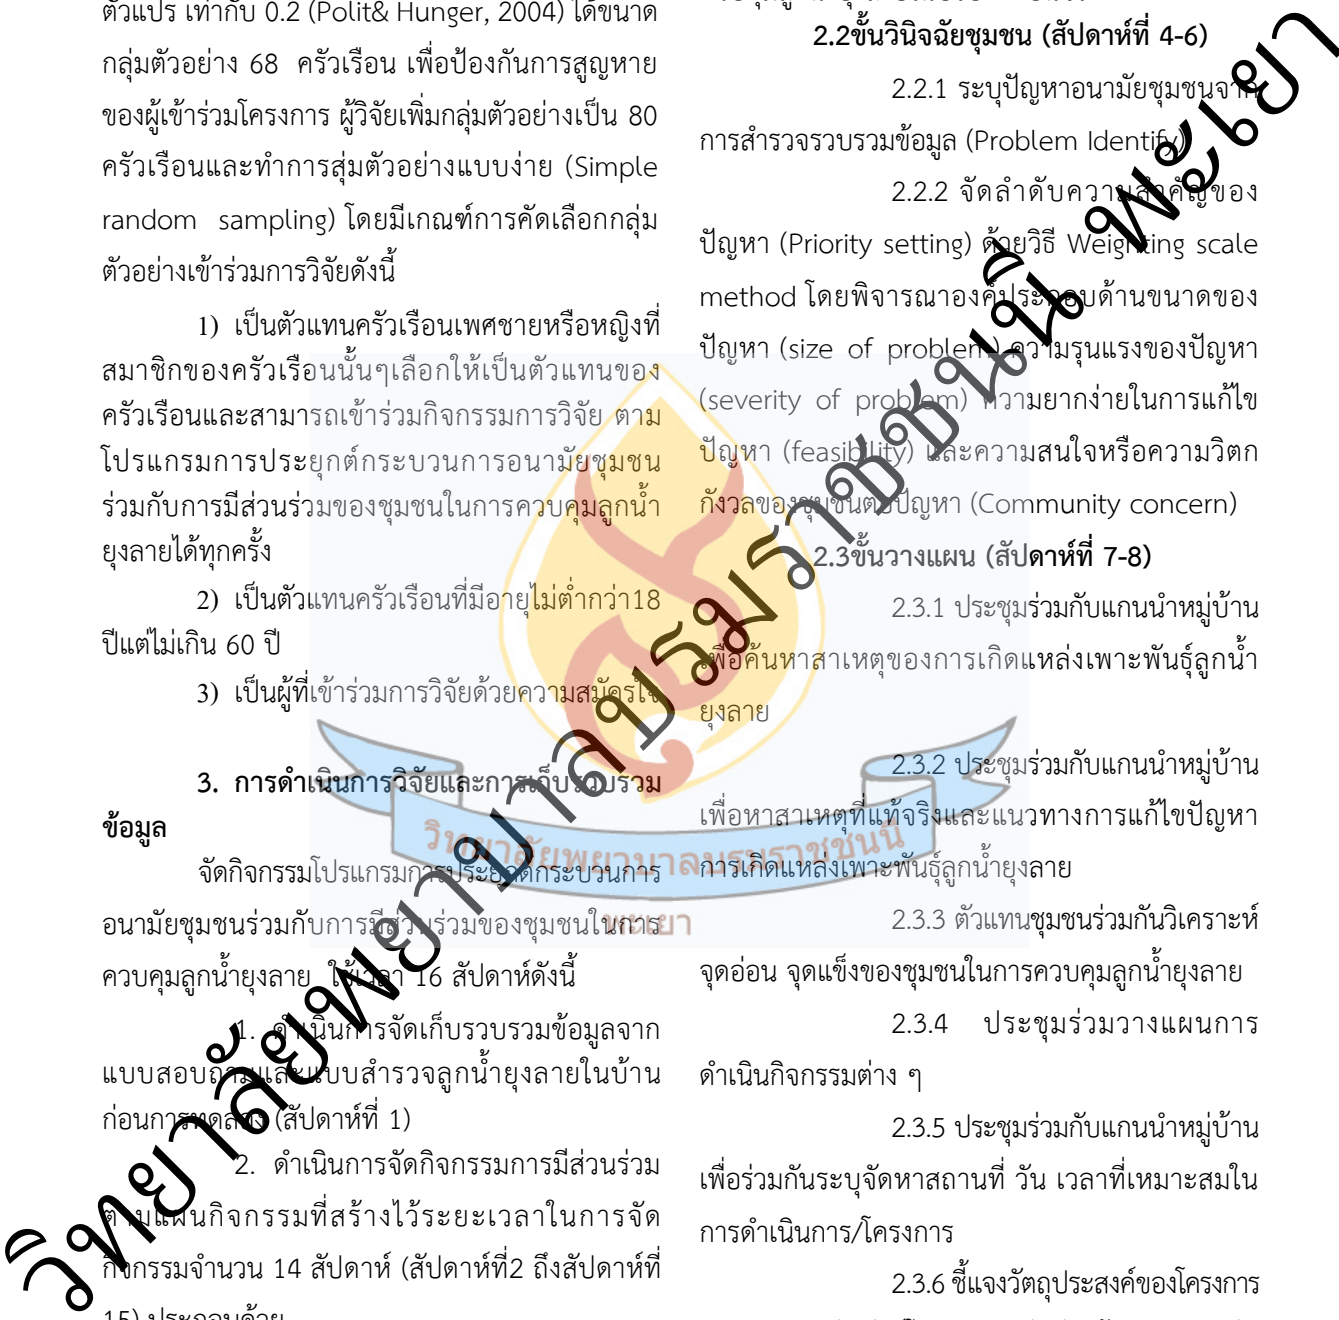 ตัวแปร เท่ากับ 0.2 (Polit& Hunger, 2004) ได้ขนาด
กลุ่มตัวอย่าง 68 ครัวเรือน เพื่อป้องกันการสูญหาย
ของผู้เข้าร่วมโครงการ ผู้วิจัยเพิ่มกลุ่มตัวอย่างเป็น 80
ครัวเรือนและทำการสุ่มตัวอย่างแบบง่าย (Simple
random sampling) โดยมีเกณฑ์การคัดเลือกกลุ่ม
ตัวอย่างเข้าร่วมการวิจัยดังนี้
1) เป็นตัวแทนครัวเรือนเพศชายหรือหญิงที่
สมาชิกของครัวเรือนนั้นๆเลือกให้เป็นตัวแทนของ
ครัวเรือนและสามารถเข้าร่วมกิจกรรมการวิจัย ตาม
โปรแกรมการประยุกต์กระบวนการอนามัยชุมชน
ร่วมกับการมีส่วนร่วมของชุมชนในการควบคุมลูกน้ำ
ยุงลายได้ทุกครั้ง
2) เป็นตัวแทนครัวเรือนที่มีอายุไม่ต่ำกว่า18
ปีแต่ไม่เกิน 60 ปี
3) เป็นผู้ที่เข้าร่วมการวิจัยด้วยความสมัครใจ
3. การดำเนินการวิจัยและการเก็บรวบรวม
ข้อมูล
จัดกิจกรรมโปรแกรมการประยุกต์กระบวนการ
อนามัยชุมชนร่วมกับการมีส่วนร่วมของชุมชนในการ
ควบคุมลูกน้ำยุงลาย ใช้เวลา 16 สัปดาห์ดังนี้
1. ดำเนินการจัดเก็บรวบรวมข้อมูลจาก
แบบสอบถามและแบบสำรวจลูกน้ำยุงลายในบ้าน
ก่อนการทดลอง (สัปดาห์ที่ 1)
2. ดำเนินการจัดกิจกรรมการมีส่วนร่วม
ตามแผนกิจกรรมที่สร้างไว้ระยะเวลาในการจัด
กิจกรรมจำนวน 14 สัปดาห์ (สัปดาห์ที่2 ถึงสัปดาห์ที่
15) ประกอบด้วย
2.2ขั้นวินิจฉัยชุมชน (สัปดาห์ที่ 4-6)
2.2.1 ระบุปัญหาอนามัยชุมชนจาก
การสำรวจรวบรวมข้อมูล (Problem Identify)
2.2.2 จัดลำดับความสำคัญของ
ปัญหา (Priority setting) ด้วยวิธี Weighting scale
method โดยพิจารณาองค์ประกอบด้านขนาดของ
ปัญหา (size of problem) ความรุนแรงของปัญหา
(severity of problem) ความยากง่ายในการแก้ไข
ปัญหา (feasibility) และความสนใจหรือความวิตก
กังวลของชุมชนต่อปัญหา (Community concern)
2.3ขั้นวางแผน (สัปดาห์ที่ 7-8)
2.3.1 ประชุมร่วมกับแกนนำหมู่บ้าน
เพื่อค้นหาสาเหตุของการเกิดแหล่งเพาะพันธุ์ลูกน้ำ
ยุงลาย
2.3.2 ประชุมร่วมกับแกนนำหมู่บ้าน
เพื่อหาสาเหตุที่แท้จริงและแนวทางการแก้ไขปัญหา
การเกิดแหล่งเพาะพันธุ์ลูกน้ำยุงลาย
2.3.3 ตัวแทนชุมชนร่วมกันวิเคราะห์
จุดอ่อน จุดแข็งของชุมชนในการควบคุมลูกน้ำยุงลาย
2.3.4 ประชุมร่วมวางแผนการ
ดำเนินกิจกรรมต่าง ๆ
2.3.5 ประชุมร่วมกับแกนนำหมู่บ้าน
เพื่อร่วมกันระบุจัดหาสถานที่ วัน เวลาที่เหมาะสมใน
การดำเนินการ/โครงการ
2.3.6 ชี้แจงวัตถุประสงค์ของโครงการ
วิทยาลัยพยาบาลบรมราชชนนี
พะเยา
วิทยาลัยพยาบาลบรมราชชนนี พะเยา